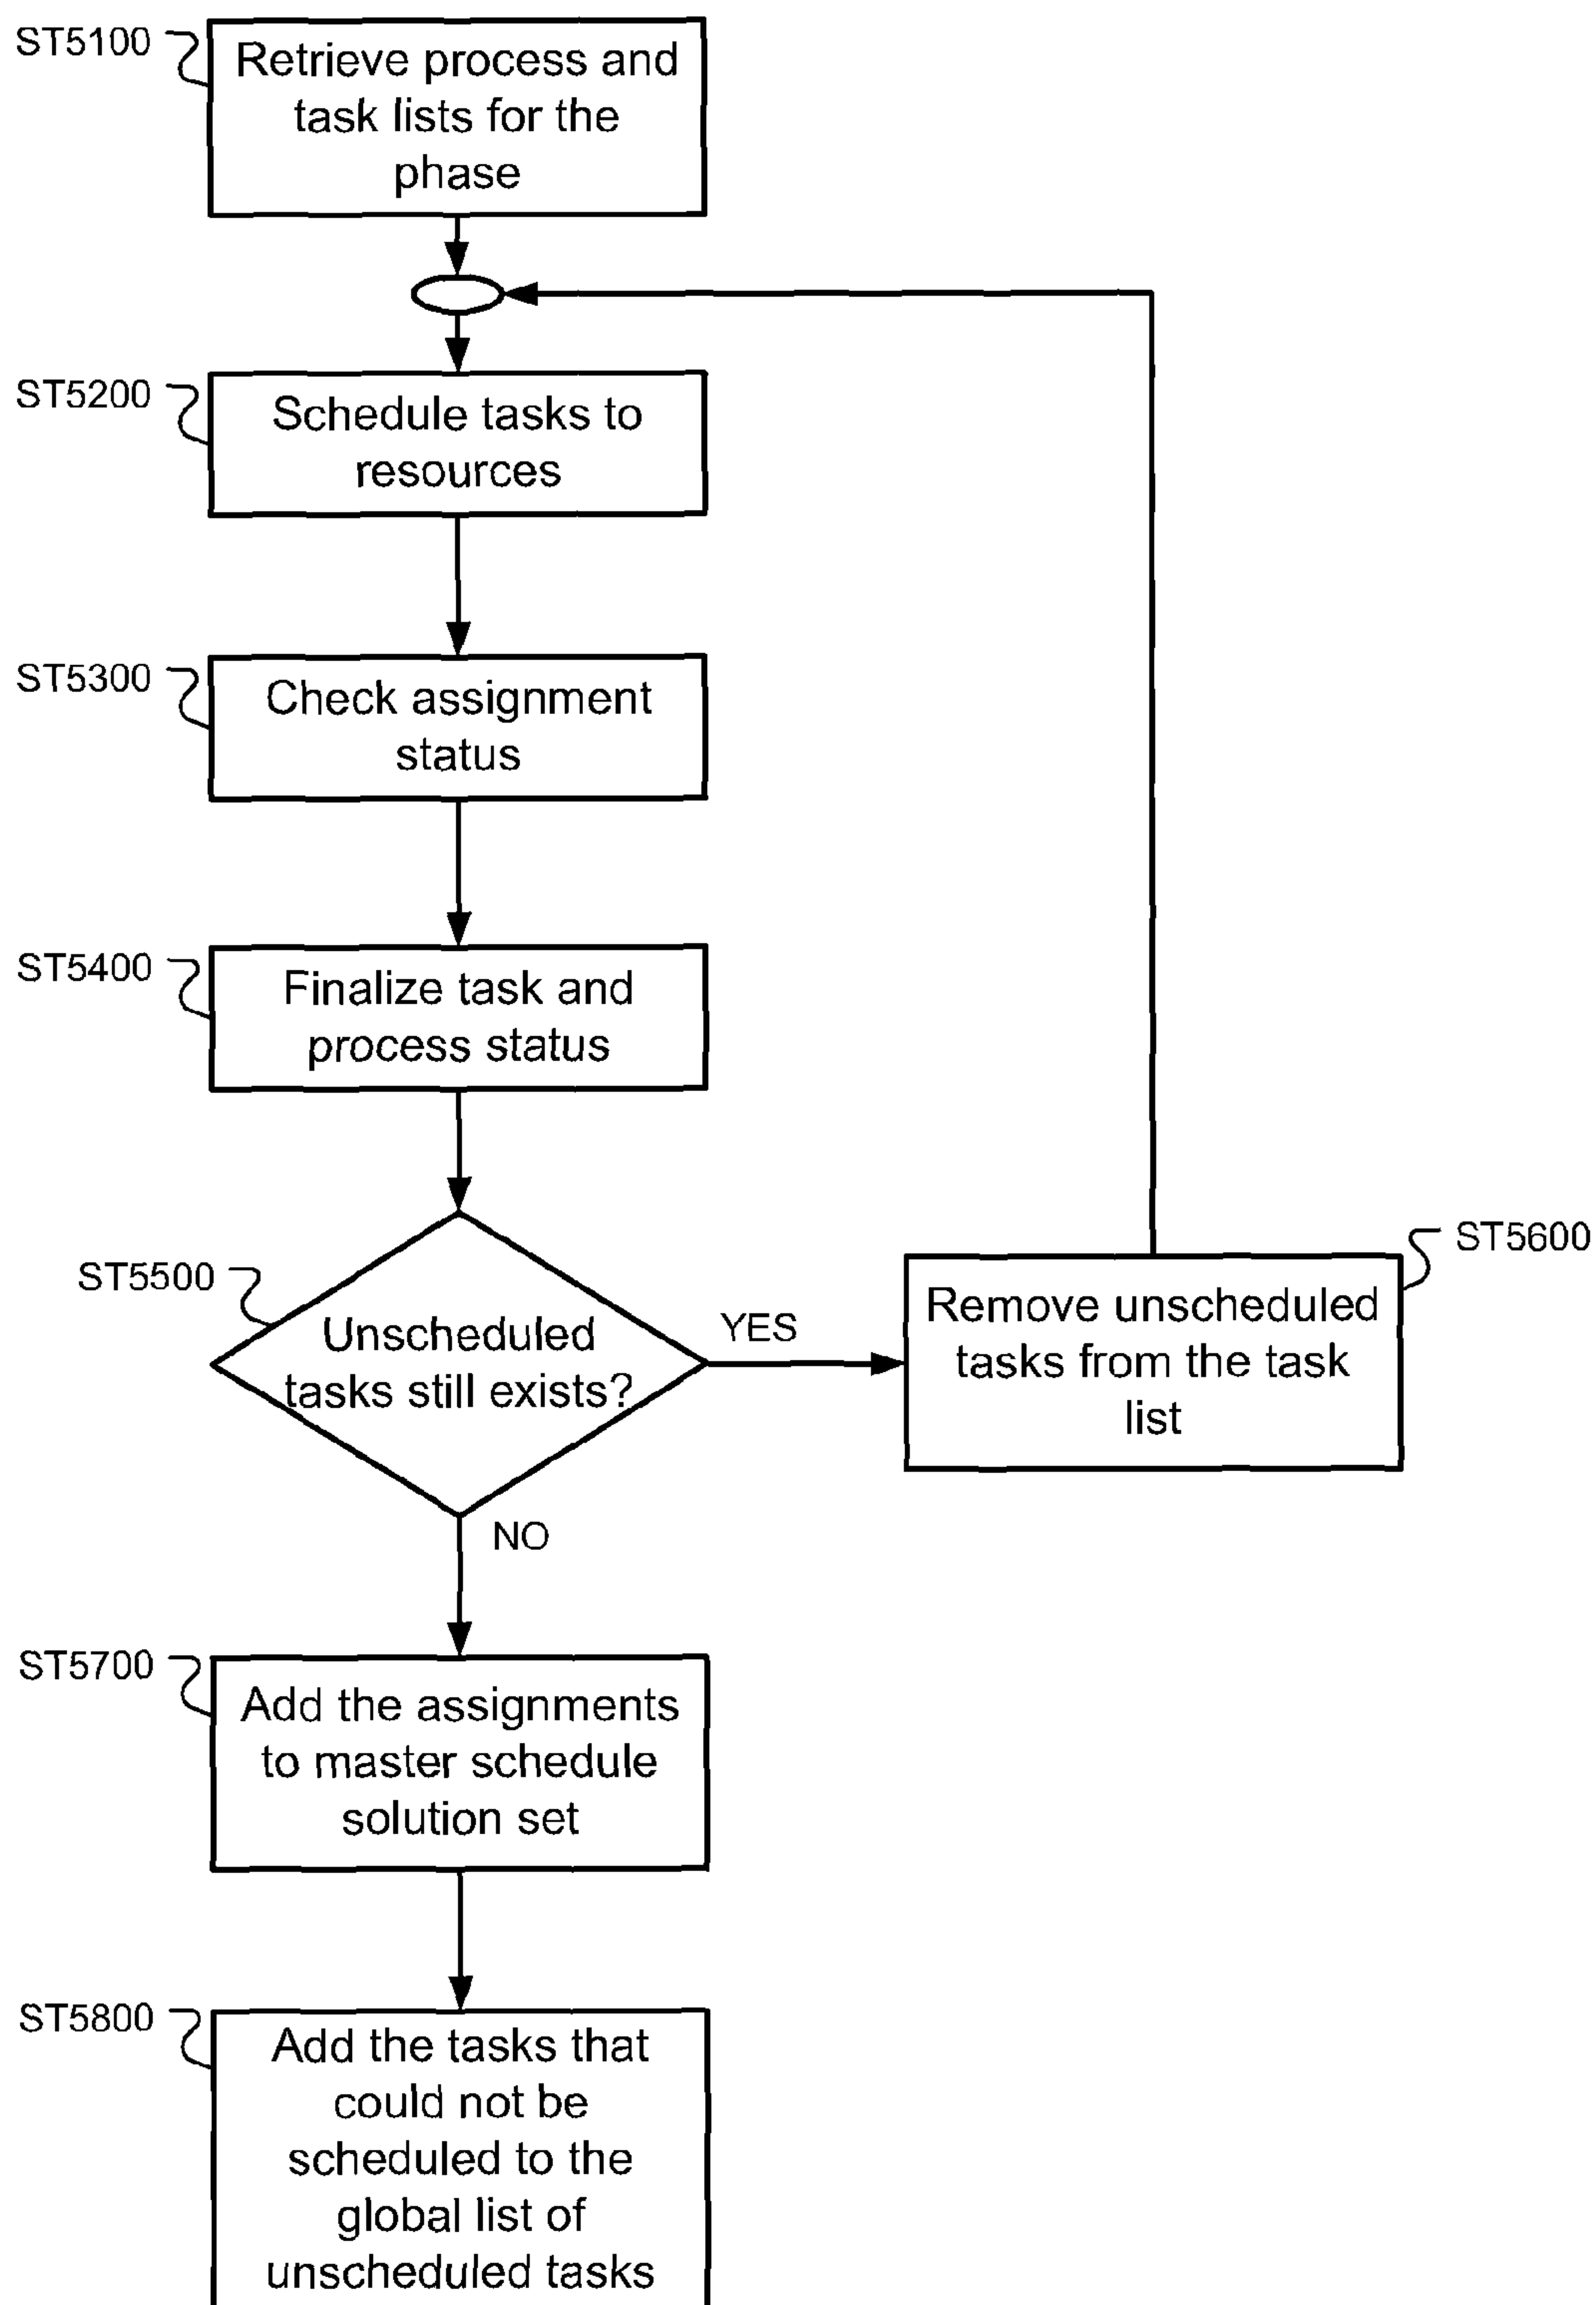 ST5100
Retrieve process and
task lists for the
phase
ST5200
Schedule tasks to
resources
ST5300
Check assignment
status
ST5400
Finalize task and
process status
ST5500
Unscheduled
tasks still exists?
YES
NO
ST5600
Remove unscheduled
tasks from the task
list
ST5700
Add the assignments
to master schedule
solution set
ST5800
Add the tasks that
could not be
scheduled to the
global list of
unscheduled tasks